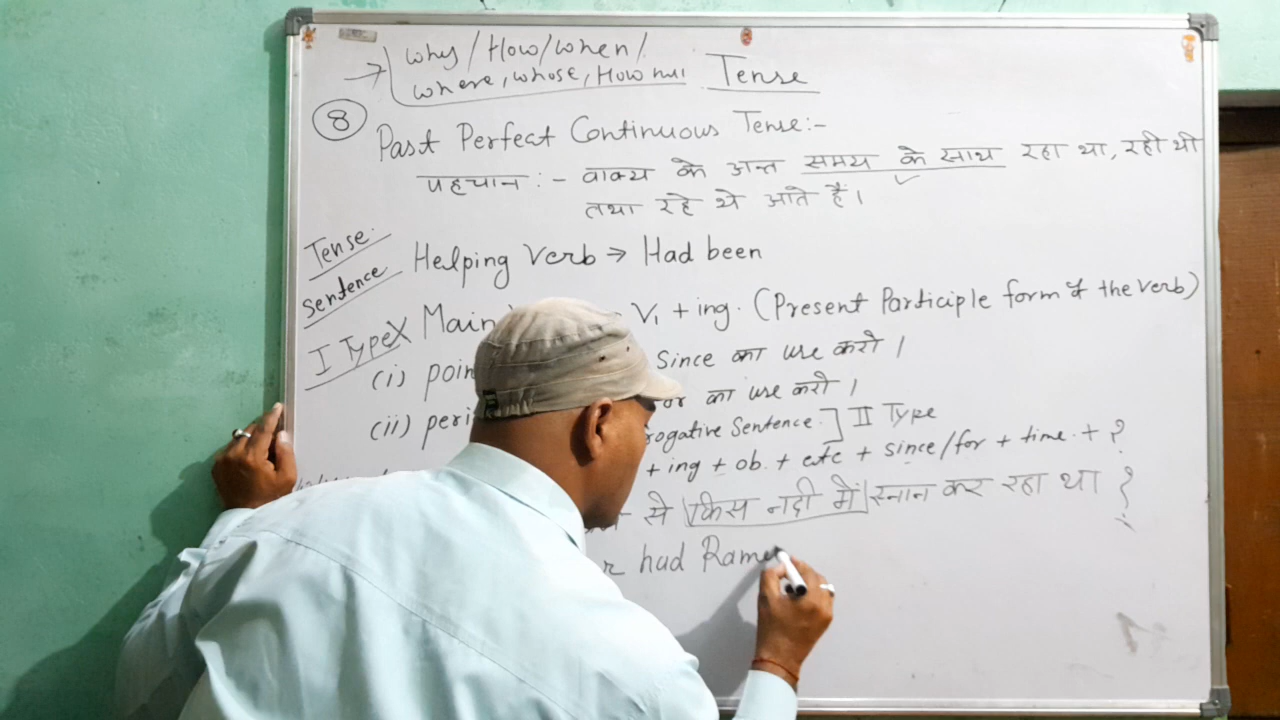 why / How / when /
where, whose, How mu Tense
8 Past Perfect Continuous Tense:-
पहचान :- वाक्य के अन्त समय के साथ रहा था, रही थी
तथा रहे थे आते हैं।
Tense.
Sentence
Helping Verb → Had been
I Type Main V₁ + ing. (Present Participle form of the verb)
(i) poin Since का use करो ।
(ii) peri or का use करो ।
rogative Sentence.] II Type
+ ing + ob. + etc + since/for + time. + ?
से किस नदी में स्नान कर रहा था ?
r had Rame